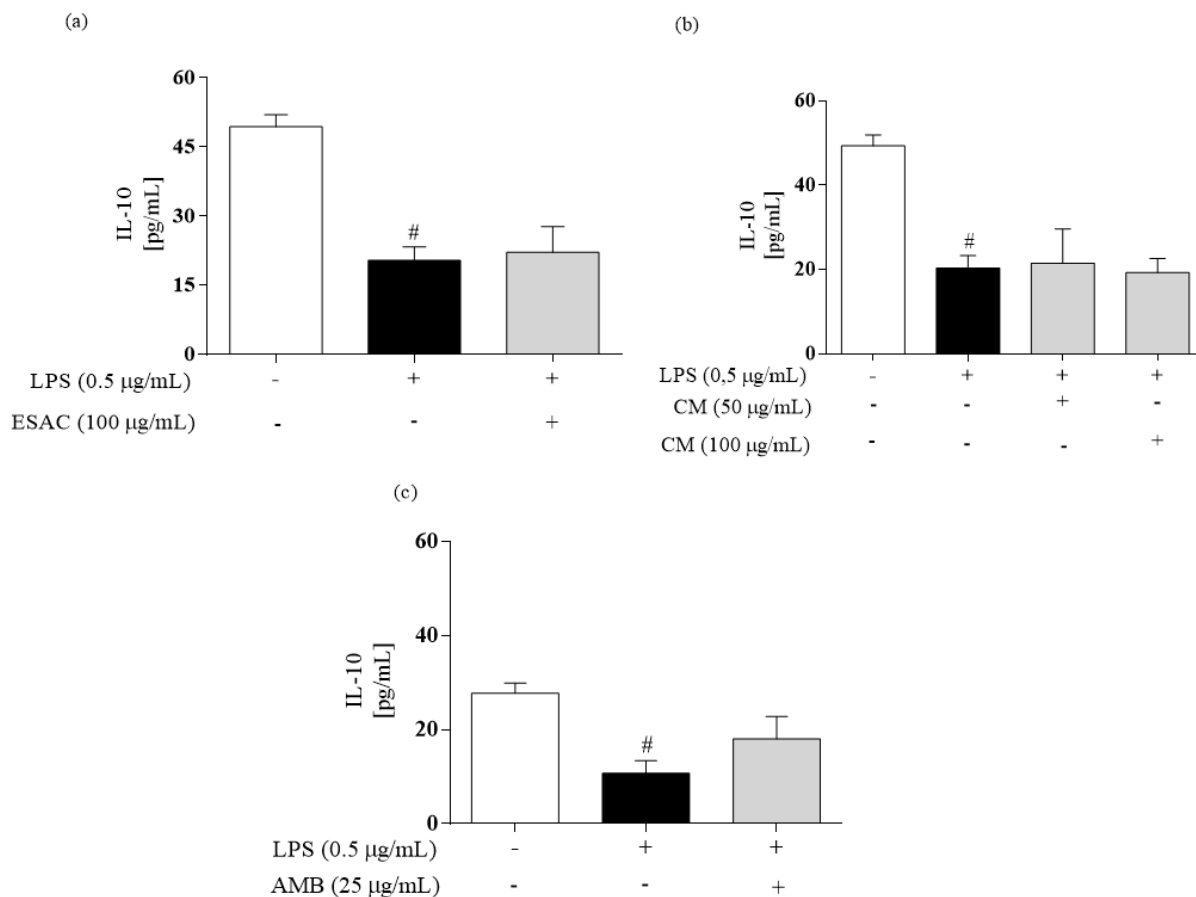 (a)
60
45
30
15
0
IL-10
[pg/mL]
#
LPS (0.5 μg/mL) - + +
ESAC (100 μg/mL) - - +
(b)
60
40
20
0
IL-10
[pg/mL]
#
LPS (0,5 μg/mL) - + + +
CM (50 μg/mL) - - + -
CM (100 μg/mL) - - - +
(c)
60
40
20
0
IL-10
[pg/mL]
#
LPS (0.5 μg/mL) - + +
AMB (25 μg/mL) - - +